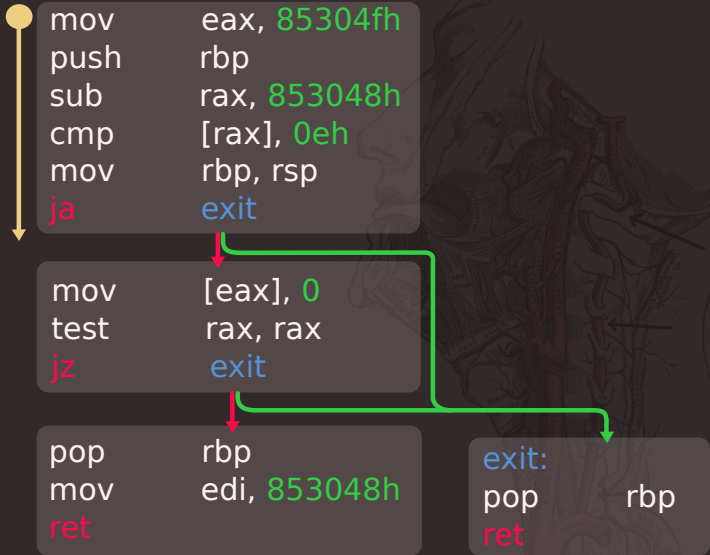 mov eax, 85304fh
push rbp
sub rax, 853048h
cmp [rax], 0eh
mov rbp, rsp
ja exit
mov [eax], 0
test rax, rax
jz exit
pop rbp
mov edi, 853048h
ret
exit:
pop rbp
ret